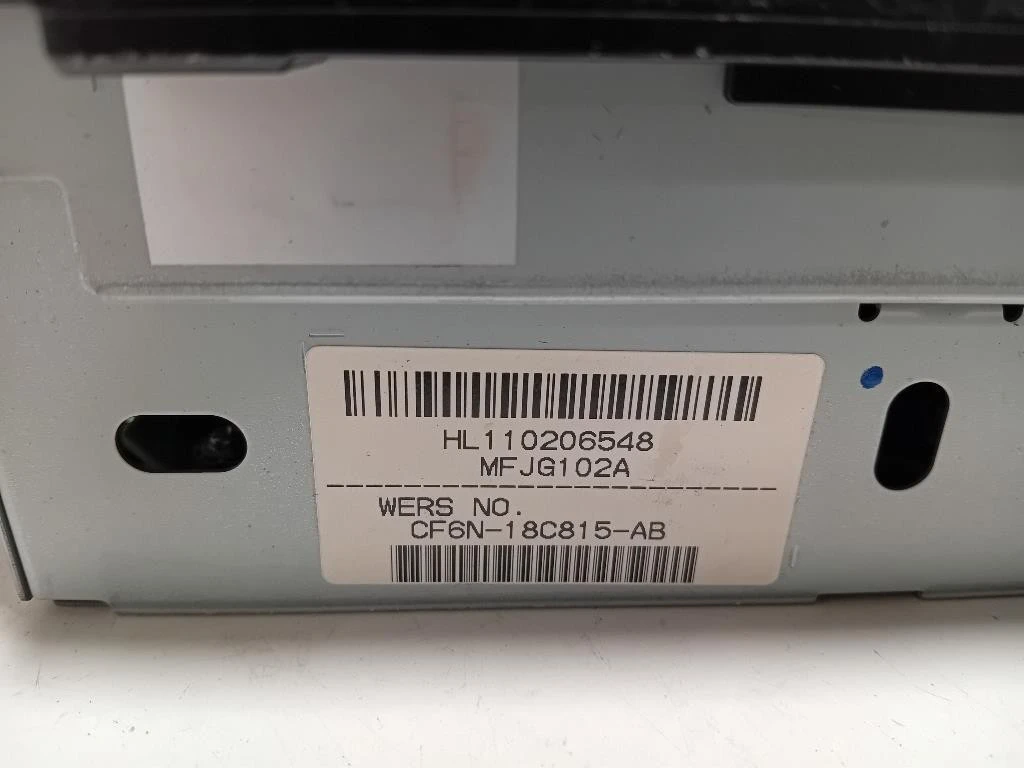 HL110206548
MFJG102A
WERS NO.
CF6N-18C815-AB